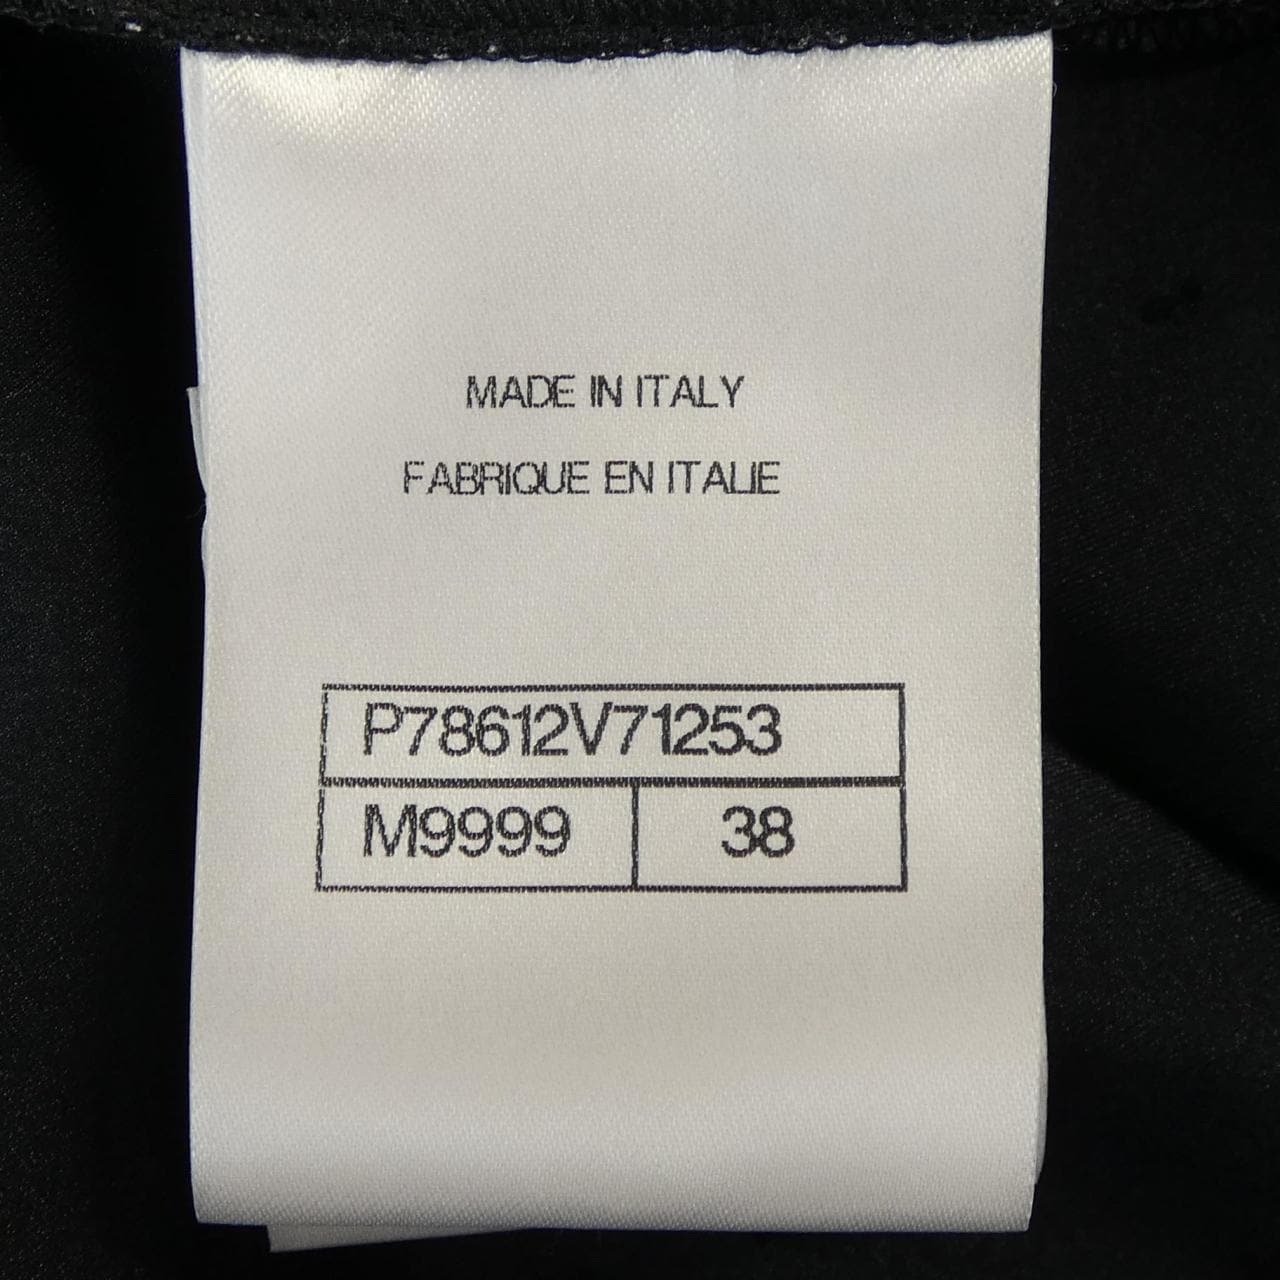 MADE IN ITALY
FABRIQUE EN ITALIE
P78612V71253
M9999 38